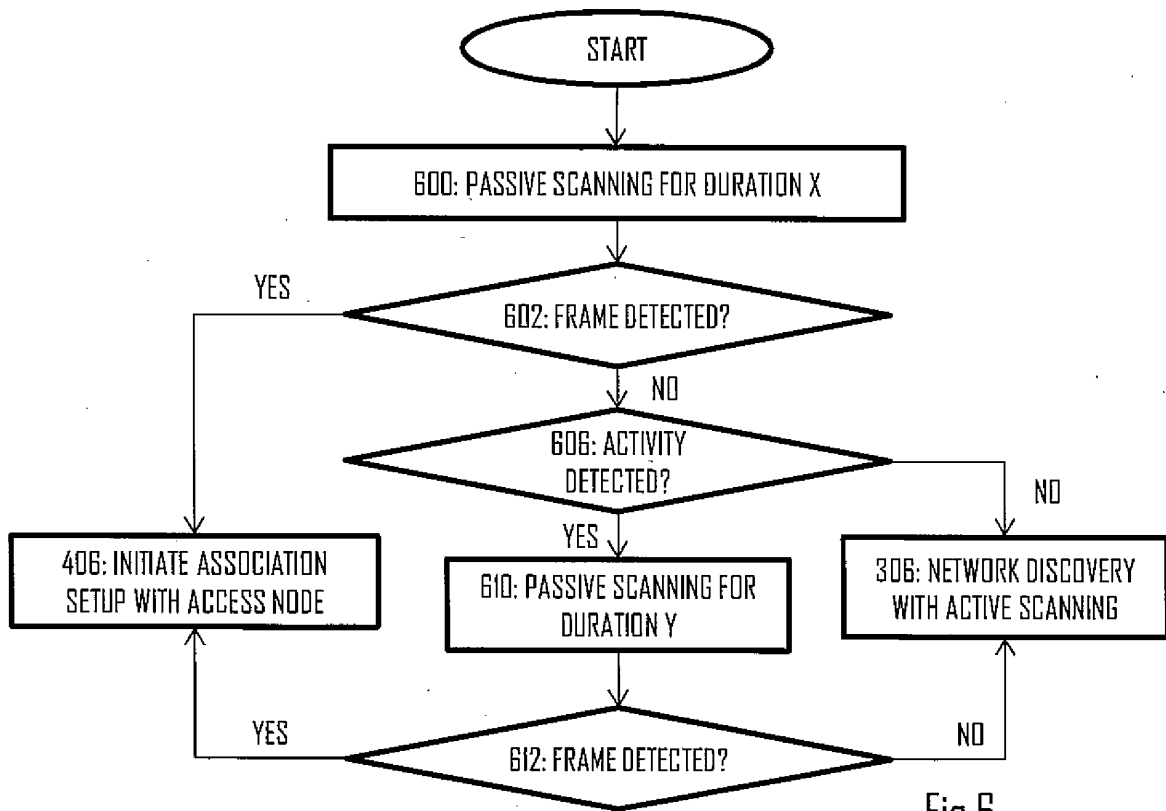 START
600: PASSIVE SCANNING FOR DURATION X
YES
602: FRAME DETECTED?
NO
606: ACTIVITY
DETECTED?
NO
YES
406: INITIATE ASSOCIATION
SETUP WITH ACCESS NODE
610: PASSIVE SCANNING FOR
DURATION Y
306: NETWORK DISCOVERY
WITH ACTIVE SCANNING
YES
612: FRAME DETECTED?
NO